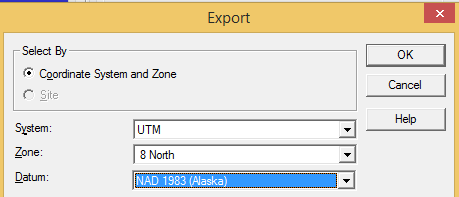 Export
Select By
Coordinate System and Zone
Site
OK
Cancel
Help
System: UTM
Zone: 8 North
Datum: NAD 1983 (Alaska)